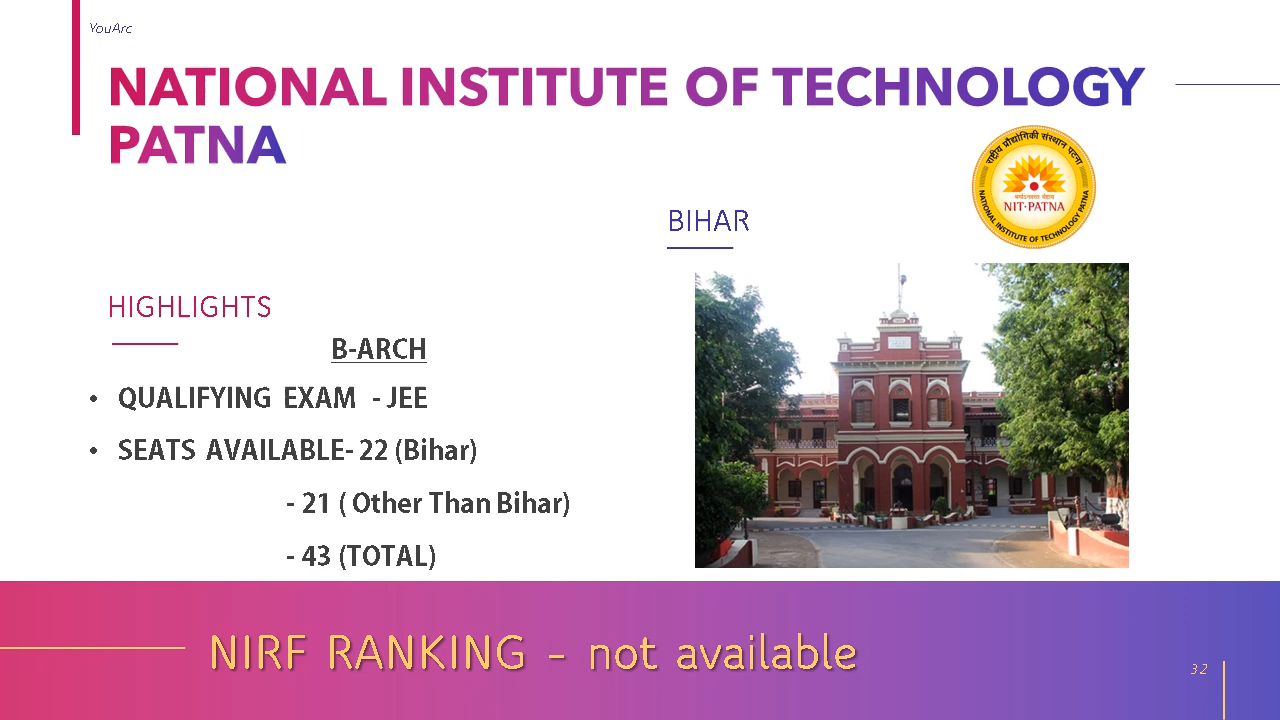 YouArc
NATIONAL INSTITUTE OF TECHNOLOGY
PATNA
राष्ट्रीय प्रौद्योगिकी संस्थान पटना
NIT-PATNA
NATIONAL INSTITUTE OF TECHNOLOGY PATNA
BIHAR
HIGHLIGHTS
B-ARCH
• QUALIFYING EXAM - JEE
• SEATS AVAILABLE- 22 (Bihar)
- 21 ( Other Than Bihar)
- 43 (TOTAL)
NIRF RANKING - not available
32